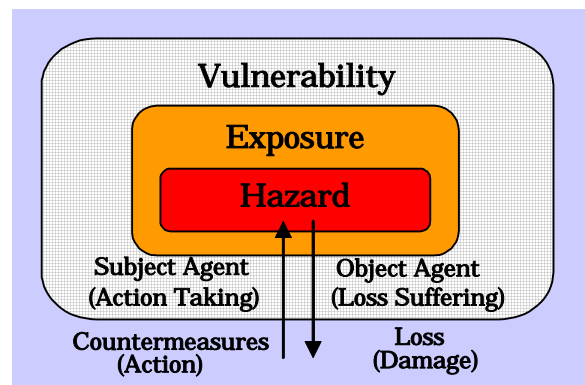 Vulnerability
Exposure
Hazard
Subject Agent
(Action Taking)
Object Agent
(Loss Suffering)
Countermeasures
(Action)
Loss
(Damage)